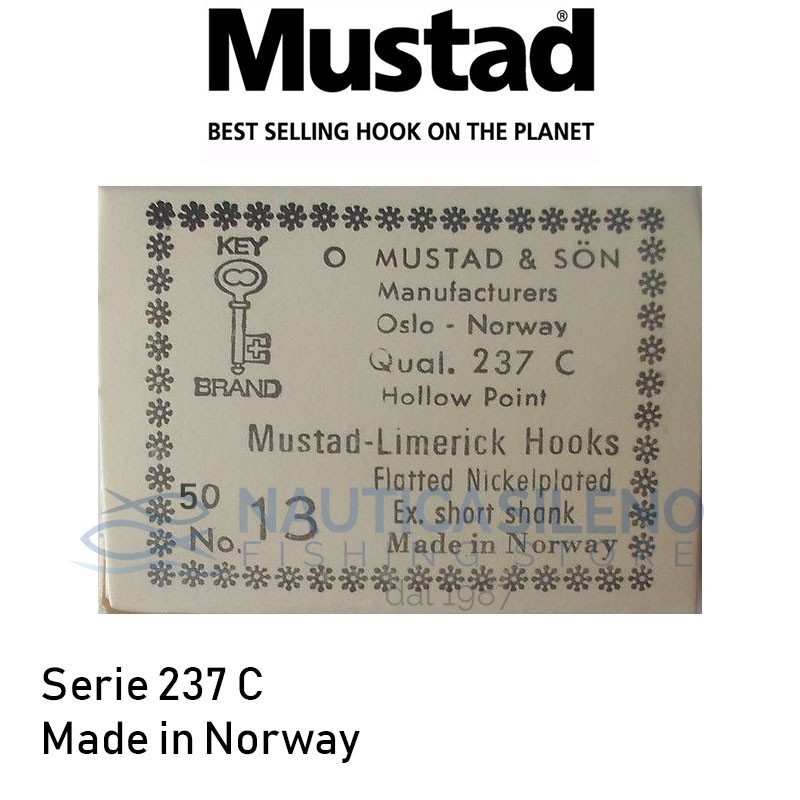 Mustad®
BEST SELLING HOOK ON THE PLANET
KEY
BRAND
O MUSTAD & SÖN
Manufacturers
Oslo - Norway
Qual. 237 C
Hollow Point
Mustad-Limerick Hooks
Flatted Nickelplated
Ex. short shank
Made in Norway
50
No. 13
NAUTICA SILENO
FISHING STORE
dal 1987
Serie 237 C
Made in Norway